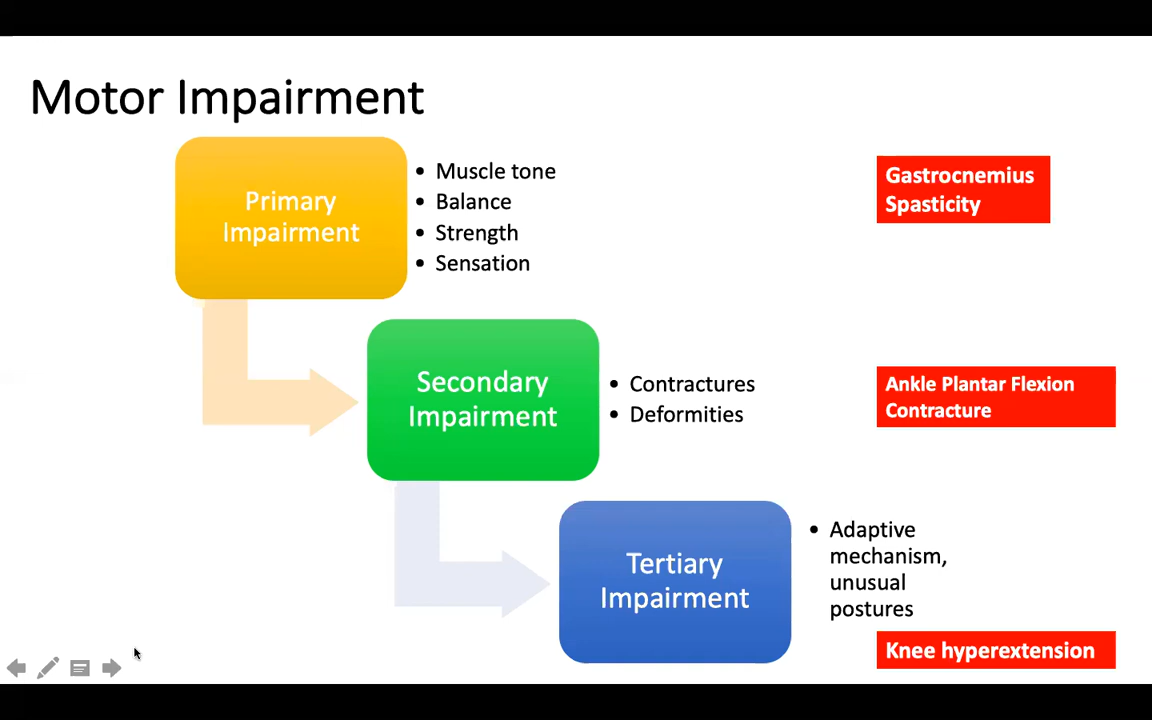 Motor Impairment
Primary
Impairment
• Muscle tone
• Balance
• Strength
• Sensation
Gastrocnemius
Spasticity
Secondary
Impairment
• Contractures
• Deformities
Ankle Plantar Flexion
Contracture
Tertiary
Impairment
• Adaptive
mechanism,
unusual
postures
Knee hyperextension